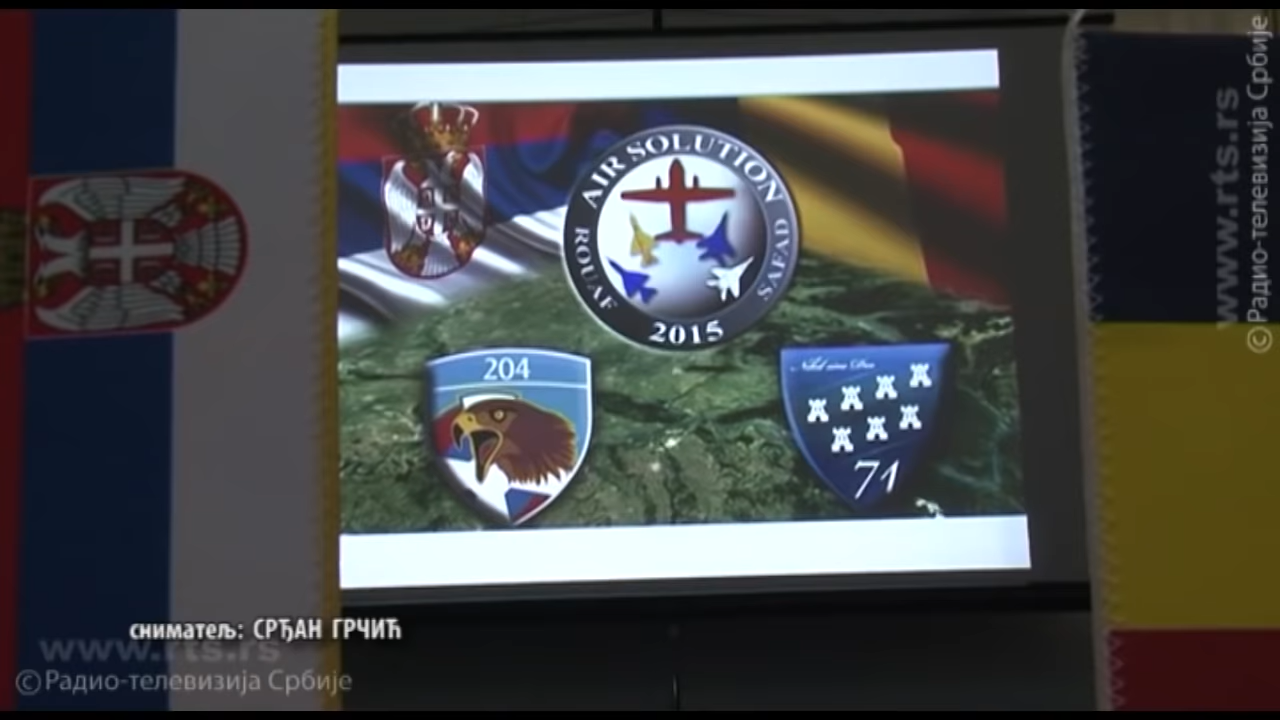 AIR SOLUTION
ROUAF
SAFAD
2015
204
71
сниматељ: СРЂАН ГРЧИЋ
www.rts.rs
©Радио-телевизија Србије
www.rts.rs
©Радио-телевизија Србије